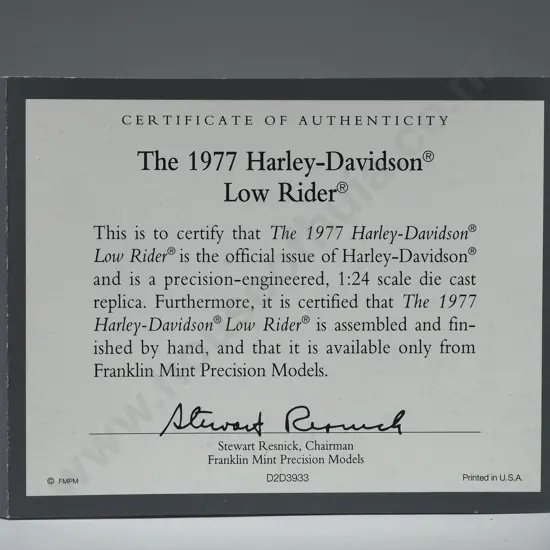 CERTIFICATE OF AUTHENTICITY
The 1977 Harley-Davidson®
Low Rider®
This is to certify that The 1977 Harley-Davidson®
Low Rider® is the official issue of Harley-Davidson®
and is a precision-engineered, 1:24 scale die cast
replica. Furthermore, it is certified that The 1977
Harley-Davidson® Low Rider® is assembled and fin-
ished by hand, and that it is available only from
Franklin Mint Precision Models.
Stewart Resnick
Stewart Resnick, Chairman
Franklin Mint Precision Models
© FMPM
D2D3933
Printed in U.S.A.